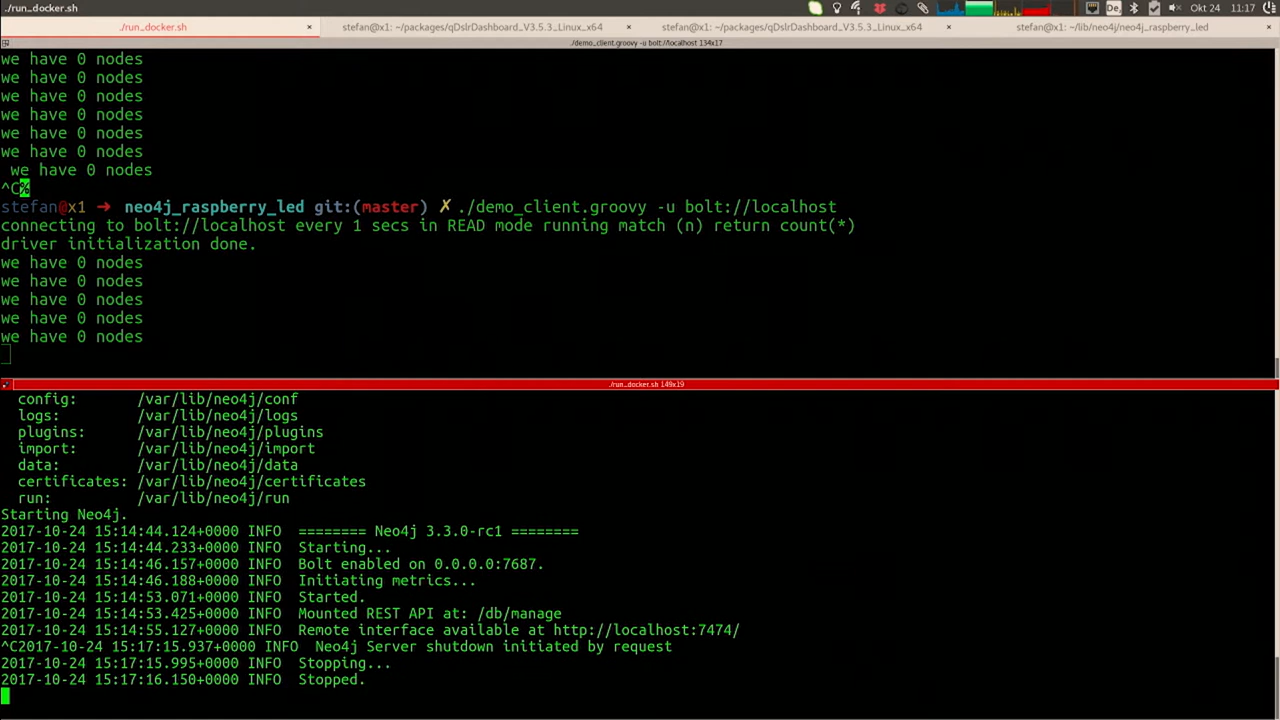 ./run_docker.sh
De,
Okt 24
11:17
./run_docker.sh
stefan@x1: ~/packages/qDslrDashboard_V3.5.3_Linux_x64
stefan@x1: ~/packages/qDslrDashboard_V3.5.3_Linux_x64
stefan@x1: ~/lib/neo4j/neo4j_raspberry_led
./demo_client.groovy -u bolt://localhost 134x17
we have 0 nodes
we have 0 nodes
we have 0 nodes
we have 0 nodes
we have 0 nodes
we have 0 nodes
we have 0 nodes
^C%
stefan@x1 ➜ neo4j_raspberry_led git:(master) ✗ ./demo_client.groovy -u bolt://localhost
connecting to bolt://localhost every 1 secs in READ mode running match (n) return count(*)
driver initialization done.
we have 0 nodes
we have 0 nodes
we have 0 nodes
we have 0 nodes
we have 0 nodes
./run_docker.sh 149x19
config: /var/lib/neo4j/conf
logs: /var/lib/neo4j/logs
plugins: /var/lib/neo4j/plugins
import: /var/lib/neo4j/import
data: /var/lib/neo4j/data
certificates: /var/lib/neo4j/certificates
run: /var/lib/neo4j/run
Starting Neo4j.
2017-10-24 15:14:44.124+0000 INFO ======== Neo4j 3.3.0-rc1 ========
2017-10-24 15:14:44.233+0000 INFO Starting...
2017-10-24 15:14:46.157+0000 INFO Bolt enabled on 0.0.0.0:7687.
2017-10-24 15:14:46.188+0000 INFO Initiating metrics...
2017-10-24 15:14:53.071+0000 INFO Started.
2017-10-24 15:14:53.425+0000 INFO Mounted REST API at: /db/manage
2017-10-24 15:14:55.127+0000 INFO Remote interface available at http://localhost:7474/
^C2017-10-24 15:17:15.937+0000 INFO Neo4j Server shutdown initiated by request
2017-10-24 15:17:15.995+0000 INFO Stopping...
2017-10-24 15:17:16.150+0000 INFO Stopped.